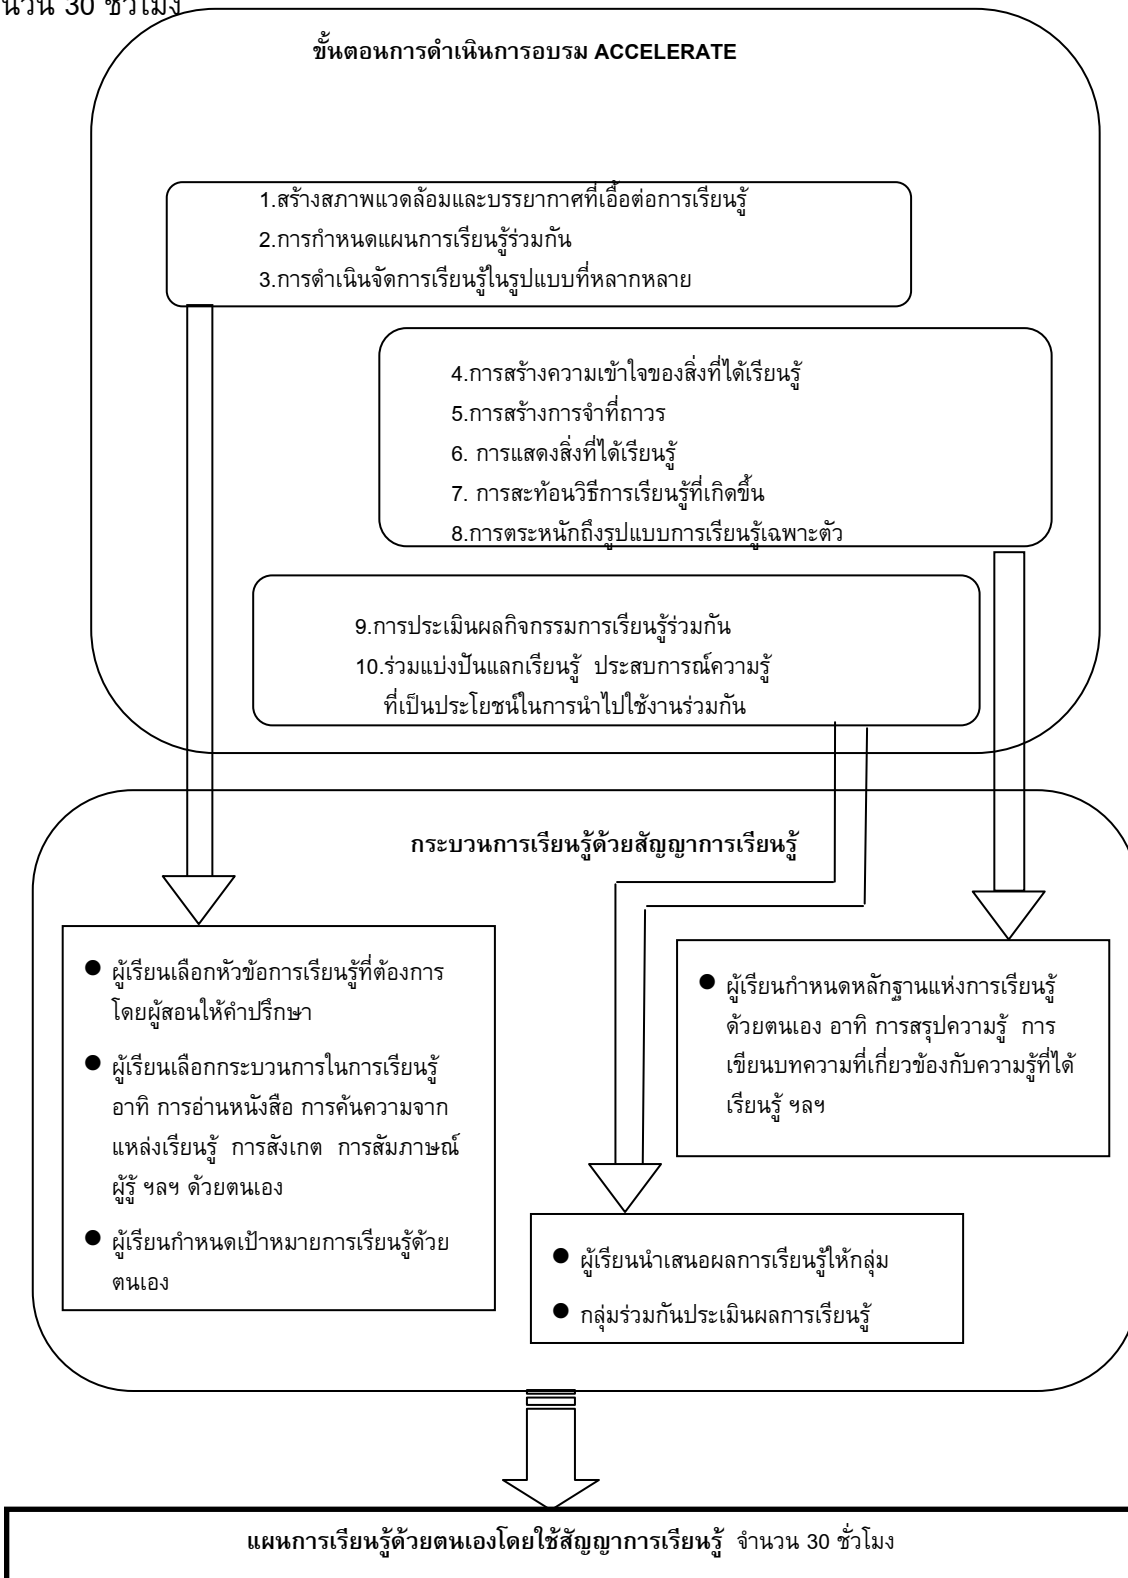 นวน 30 ชั่วโมง
ขั้นตอนการดำเนินการอบรม ACCELERATE
1.สร้างสภาพแวดล้อมและบรรยากาศที่เอื้อต่อการเรียนรู้
2.การกำหนดแผนการเรียนรู้ร่วมกัน
3.การดำเนินจัดการเรียนรู้ในรูปแบบที่หลากหลาย
4.การสร้างความเข้าใจของสิ่งที่ได้เรียนรู้
5.การสร้างการจำที่ถาวร
6. การแสดงสิ่งที่ได้เรียนรู้
7. การสะท้อนวิธีการเรียนรู้ที่เกิดขึ้น
8.การตระหนักถึงรูปแบบการเรียนรู้เฉพาะตัว
9.การประเมินผลกิจกรรมการเรียนรู้ร่วมกัน
10.ร่วมแบ่งปันแลกเรียนรู้ ประสบการณ์ความรู้
ที่เป็นประโยชน์ในการนำไปใช้งานร่วมกัน
กระบวนการเรียนรู้ด้วยสัญญาการเรียนรู้
● ผู้เรียนเลือกหัวข้อการเรียนรู้ที่ต้องการ
โดยผู้สอนให้คำปรึกษา
● ผู้เรียนเลือกกระบวนการในการเรียนรู้
อาทิ การอ่านหนังสือ การค้นความจาก
แหล่งเรียนรู้ การสังเกต การสัมภาษณ์
ผู้รู้ ฯลฯ ด้วยตนเอง
● ผู้เรียนกำหนดเป้าหมายการเรียนรู้ด้วย
ตนเอง
● ผู้เรียนกำหนดหลักฐานแห่งการเรียนรู้
ด้วยตนเอง อาทิ การสรุปความรู้ การ
เขียนบทความที่เกี่ยวข้องกับความรู้ที่ได้
เรียนรู้ ฯลฯ
● ผู้เรียนนำเสนอผลการเรียนรู้ให้กลุ่ม
● กลุ่มร่วมกันประเมินผลการเรียนรู้
แผนการเรียนรู้ด้วยตนเองโดยใช้สัญญาการเรียนรู้ จำนวน 30 ชั่วโมง